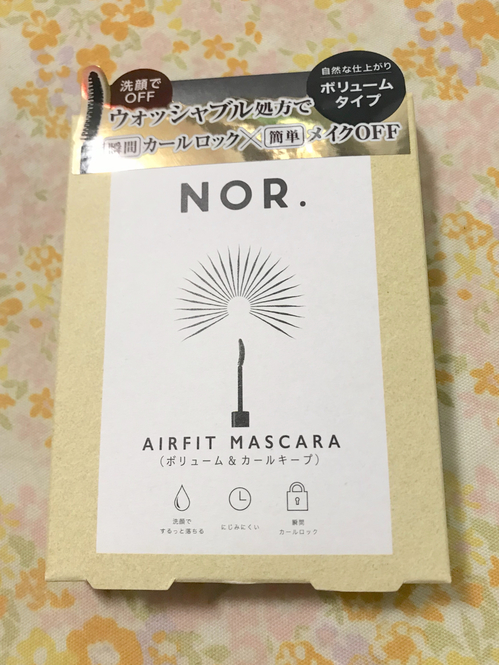 洗顔で
OFF
自然な仕上がり
ボリューム
タイプ
ウォッシャブル処方で
瞬間 カールロック×簡単 メイクOFF
NOR.
AIRFIT MASCARA
(ボリューム&カールキープ)
洗顔で
するっと落ちる
にじみにくい
瞬間
カールロック